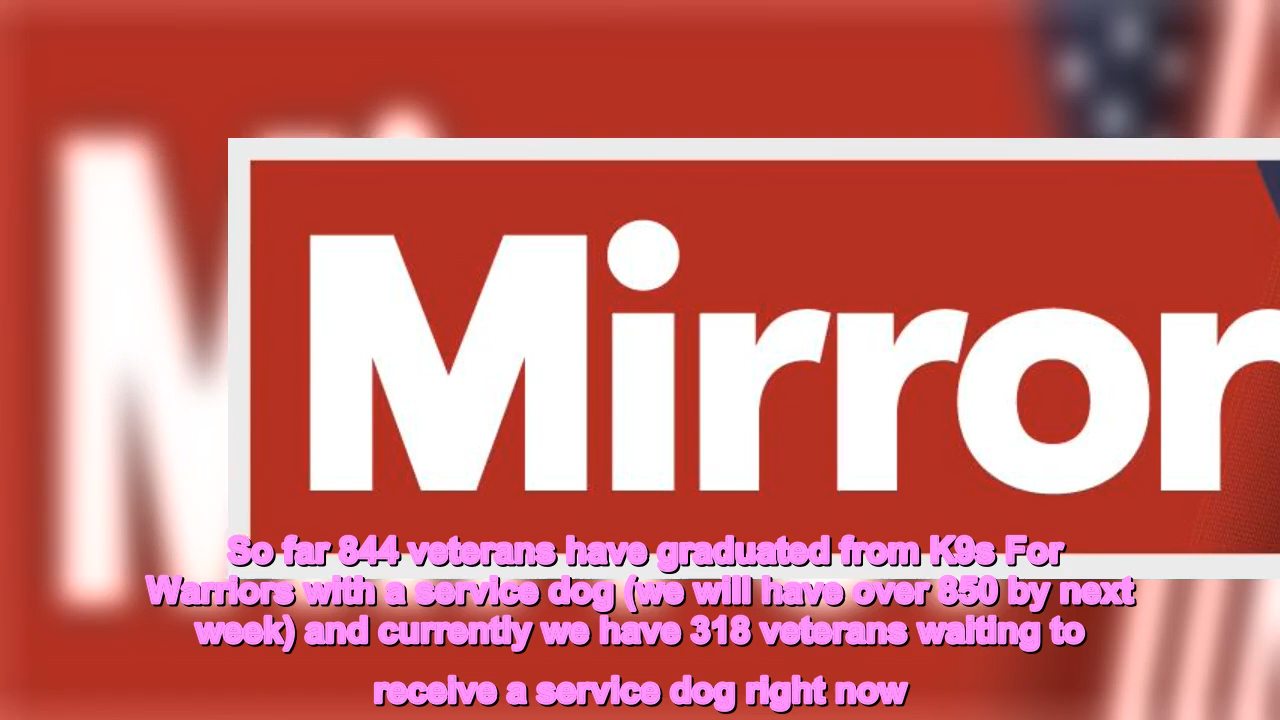 Mirror
So far 844 veterans have graduated from K9s For
Warriors with a service dog (we will have over 850 by next
week) and currently we have 318 veterans waiting to
receive a service dog right now